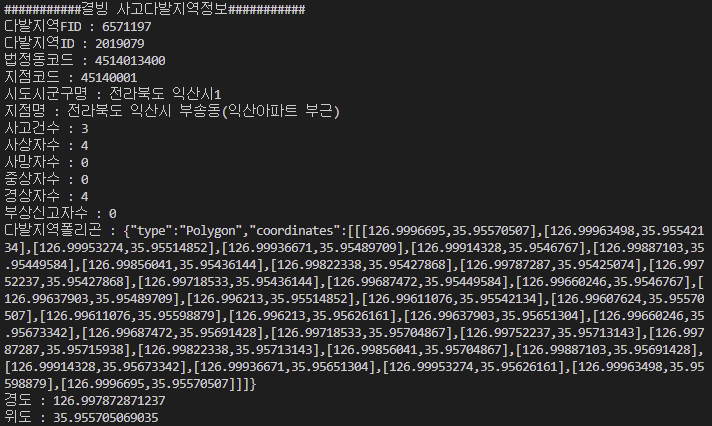 ###########결빙 사고다발지역정보###########
다발지역FID : 6571197
다발지역ID : 2019079
법정동코드 : 4514013400
지점코드 : 45140001
시도시군구명 : 전라북도 익산시1
지점명 : 전라북도 익산시 부송동(익산아파트 부근)
사고건수 : 3
사상자수 : 4
사망자수 : 0
중상자수 : 0
경상자수 : 4
부상신고자수 : 0
다발지역폴리곤 : {"type":"Polygon","coordinates":[[[126.9996695,35.95570507],[126.99963498,35.955421
34],[126.99953274,35.95514852],[126.99936671,35.95489709],[126.99914328,35.9546767],[126.99887103,35
.95449584],[126.99856041,35.95436144],[126.99822338,35.95427868],[126.99787287,35.95425074],[126.997
52237,35.95427868],[126.99718533,35.95436144],[126.99687472,35.95449584],[126.99660246,35.9546767],[
126.99637903,35.95489709],[126.996213,35.95514852],[126.99611076,35.95542134],[126.99607624,35.95570
507],[126.99611076,35.95598879],[126.996213,35.95626161],[126.99637903,35.95651304],[126.99660246,35
.95673342],[126.99687472,35.95691428],[126.99718533,35.95704867],[126.99752237,35.95713143],[126.997
87287,35.95715938],[126.99822338,35.95713143],[126.99856041,35.95704867],[126.99887103,35.95691428],
[126.99914328,35.95673342],[126.99936671,35.95651304],[126.99953274,35.95626161],[126.99963498,35.95
598879],[126.9996695,35.95570507]]]}
경도 : 126.997872871237
위도 : 35.955705069035